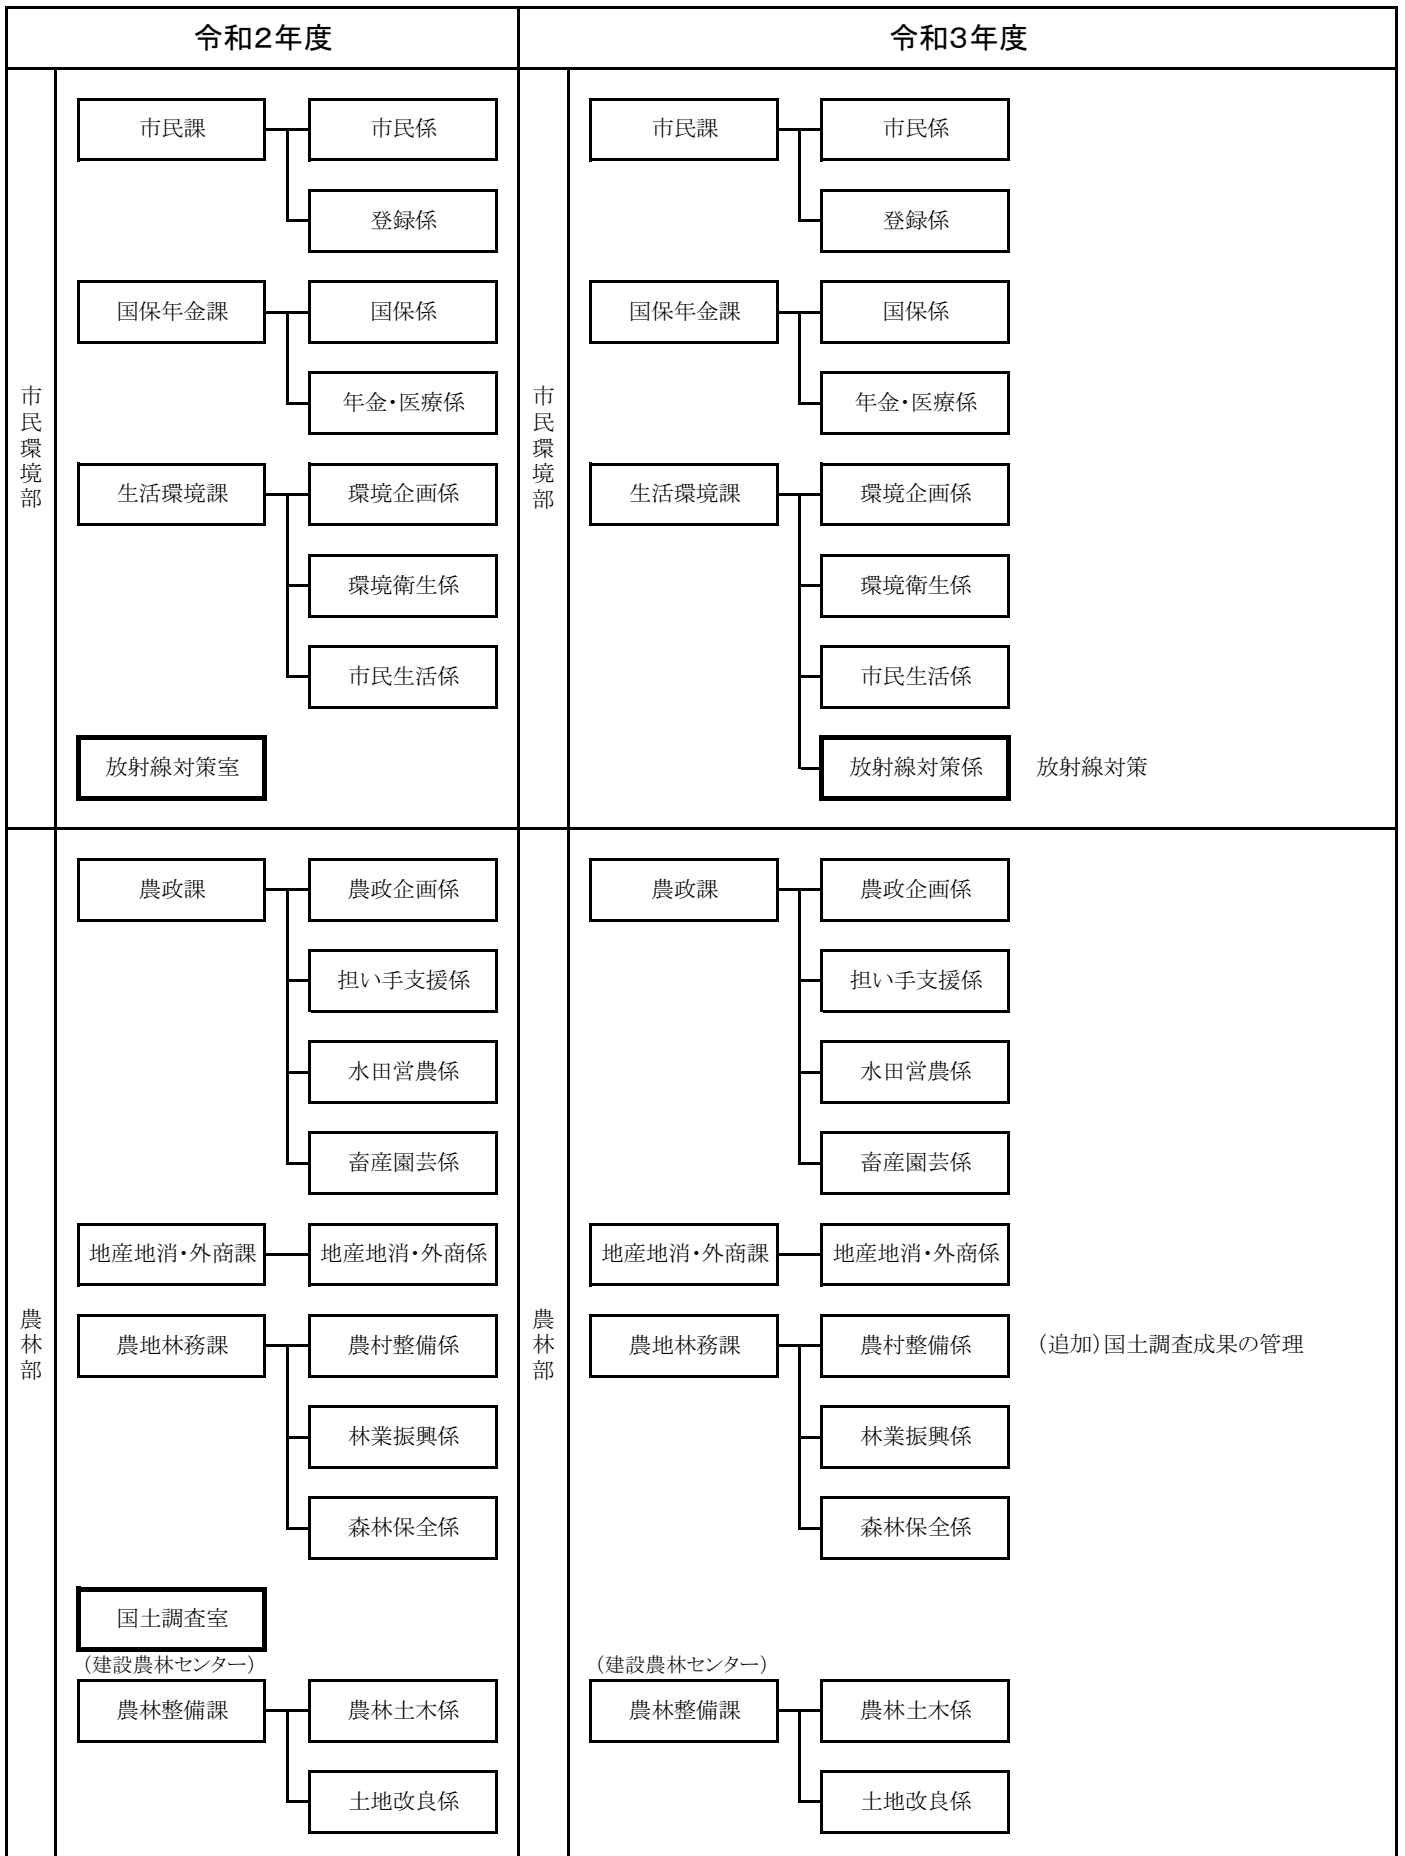 令和2年度
令和3年度
市民環境部
市民課
市民係
登録係
国保年金課
国保係
年金・医療係
生活環境課
環境企画係
環境衛生係
市民生活係
放射線対策室
市民環境部
市民課
市民係
登録係
国保年金課
国保係
年金・医療係
生活環境課
環境企画係
環境衛生係
市民生活係
放射線対策係
放射線対策
農林部
農政課
農政企画係
担い手支援係
水田営農係
畜産園芸係
地産地消・外商課
地産地消・外商係
農地林務課
農村整備係
林業振興係
森林保全係
国土調査室
(建設農林センター)
農林整備課
農林土木係
土地改良係
農林部
農政課
農政企画係
担い手支援係
水田営農係
畜産園芸係
地産地消・外商課
地産地消・外商係
農地林務課
農村整備係
(追加)国土調査成果の管理
林業振興係
森林保全係
(建設農林センター)
農林整備課
農林土木係
土地改良係